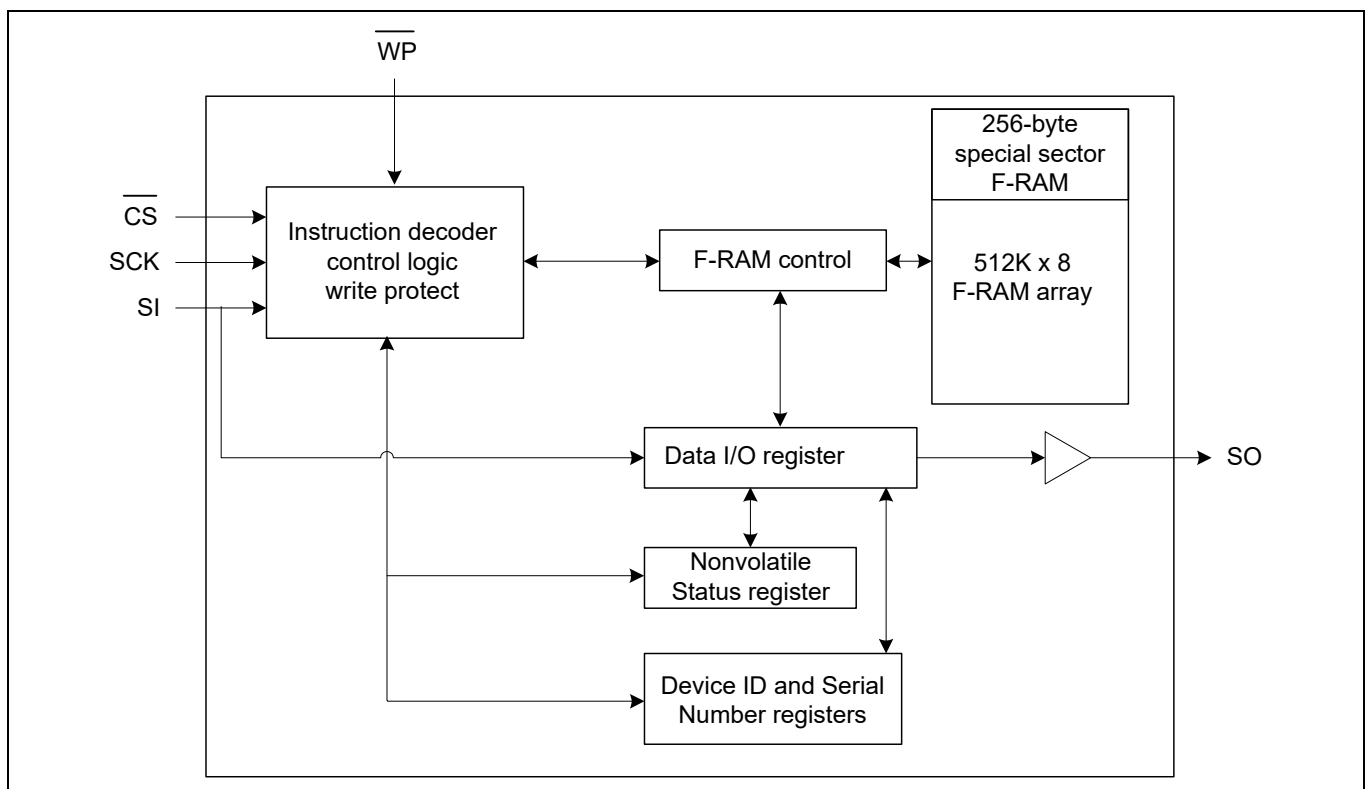 WP
256-byte
special sector
F-RAM
CS
SCK
SI
Instruction decoder
control logic
write protect
F-RAM control
512K x 8
F-RAM array
Data I/O register
SO
Nonvolatile
Status register
Device ID and Serial
Number registers